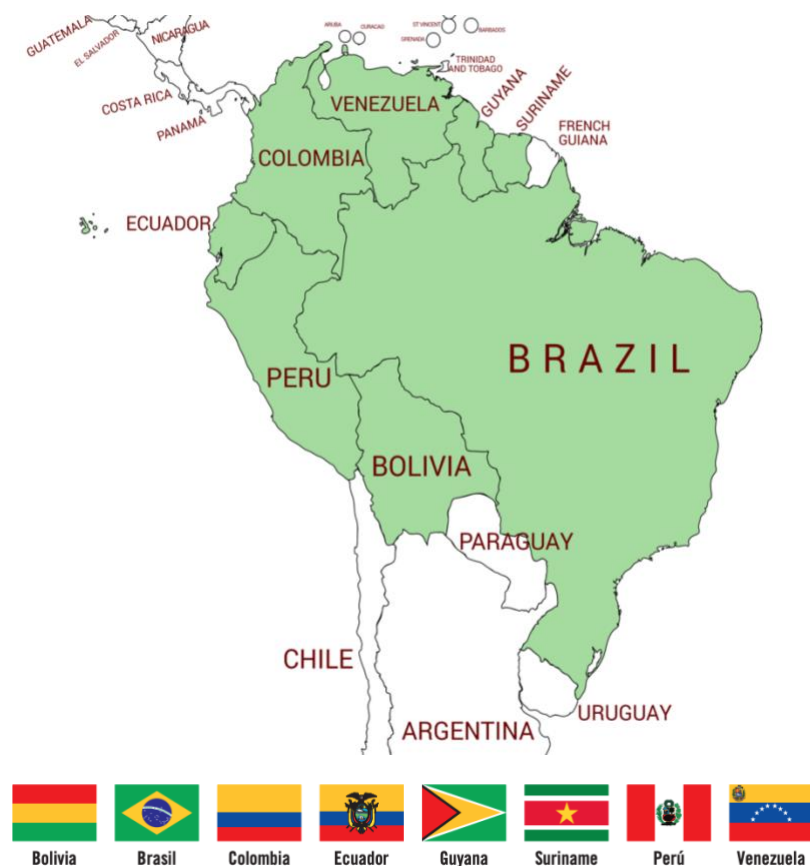 GUATEMALA
EL SALVADOR
NICARAGUA
COSTA RICA
PANAMA
ARUBA
CURACAO
ST VINCENT
GRENADA
BARBADOS
TRINIDAD
AND TOBAGO
VENEZUELA
GUYANA
SURINAME
FRENCH
GUIANA
COLOMBIA
ECUADOR
BRAZIL
PERU
BOLIVIA
PARAGUAY
CHILE
URUGUAY
ARGENTINA
Bolivia Brasil Colombia Ecuador Guyana Suriname Perú Venezuela